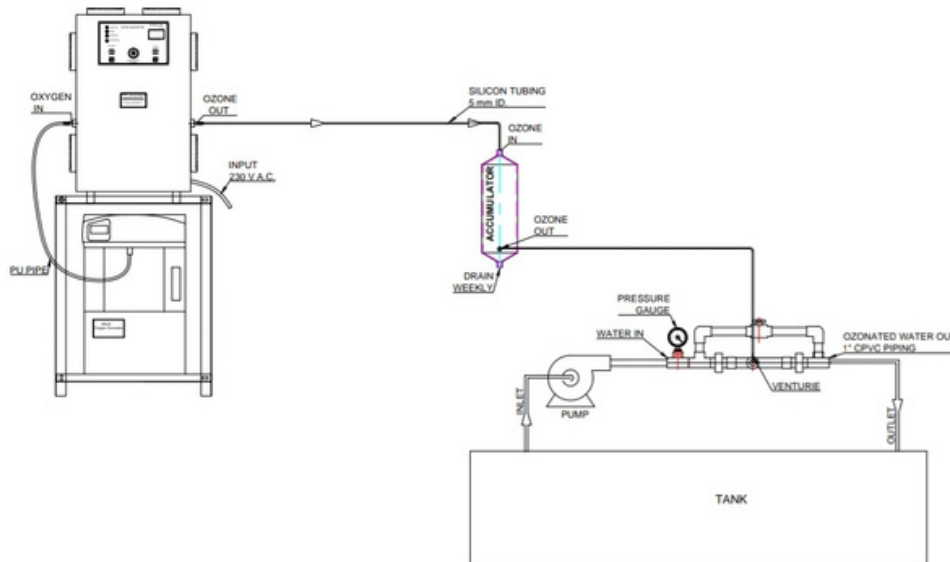 OXYGEN
IN
OZONE
OUT
INPUT
230 V A.C.
PU PIPE
SILICON TUBING
5 mm ID.
OZONE
IN
ACCUMULATOR
OZONE
OUT
DRAIN
WEEKLY
PRESSURE
GAUGE
WATER IN
OZONATED WATER OU
1" CPVC PIPING
VENTURIE
PUMP
INLET
OUTLET
TANK